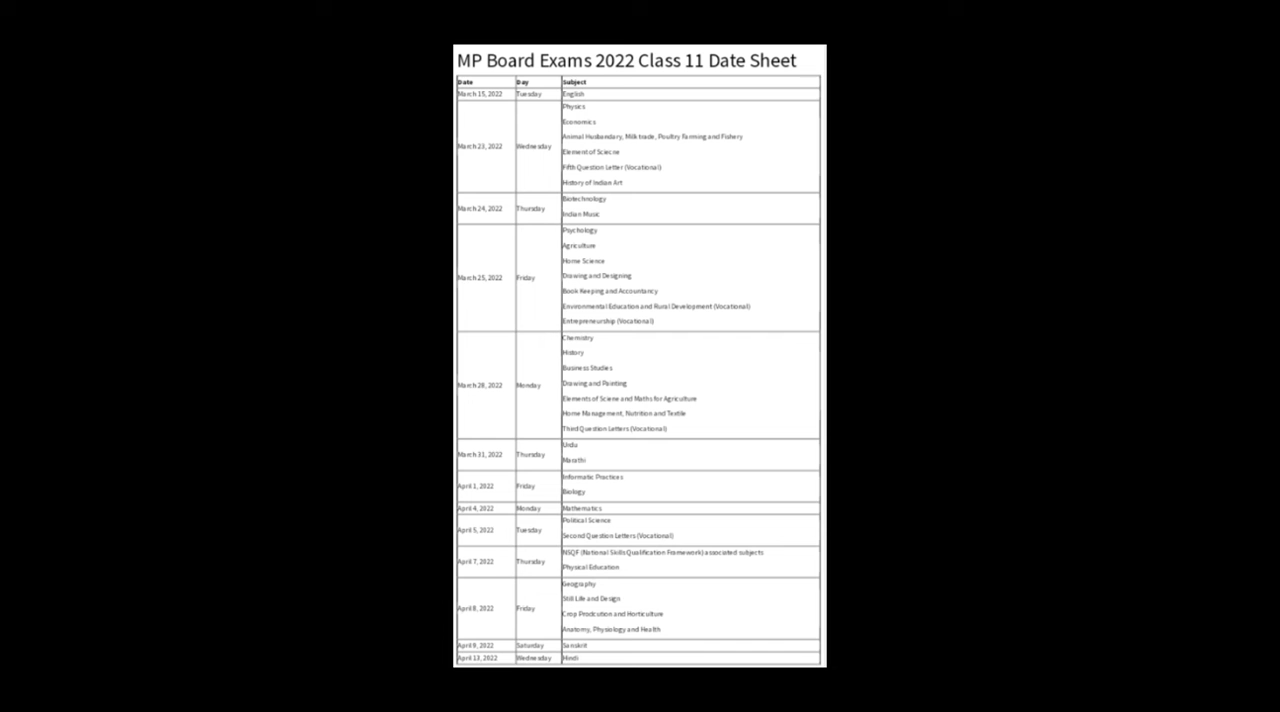 MP Board Exams 2022 Class 11 Date Sheet
Date Day Subject
March 15, 2022 Tuesday English
March 23, 2022 Wednesday Physics
Economics
Animal Husbandary, Milk trade, Poultry Farming and Fishery
Element of Sciecne
Fifth Question Letter (Vocational)
History of Indian Art
March 24, 2022 Thursday Biotechnology
Indian Music
March 25, 2022 Friday Psychology
Agriculture
Home Science
Drawing and Designing
Book Keeping and Accountancy
Environmental Education and Rural Development (Vocational)
Entrepreneurship (Vocational)
March 28, 2022 Monday Chemistry
History
Business Studies
Drawing and Painting
Elements of Sciene and Maths for Agriculture
Home Management, Nutrition and Textile
Third Question Letters (Vocational)
March 31, 2022 Thursday Urdu
Marathi
April 1, 2022 Friday Informatic Practices
Biology
April 4, 2022 Monday Mathematics
April 5, 2022 Tuesday Political Science
Second Question Letters (Vocational)
April 7, 2022 Thursday NSQF (National Skills Qualification Framework) associated subjects
Physical Education
April 8, 2022 Friday Geography
Still Life and Design
Crop Prodcution and Horticulture
Anatomy, Physiology and Health
April 9, 2022 Saturday Sanskrit
April 13, 2022 Wednesday Hindi